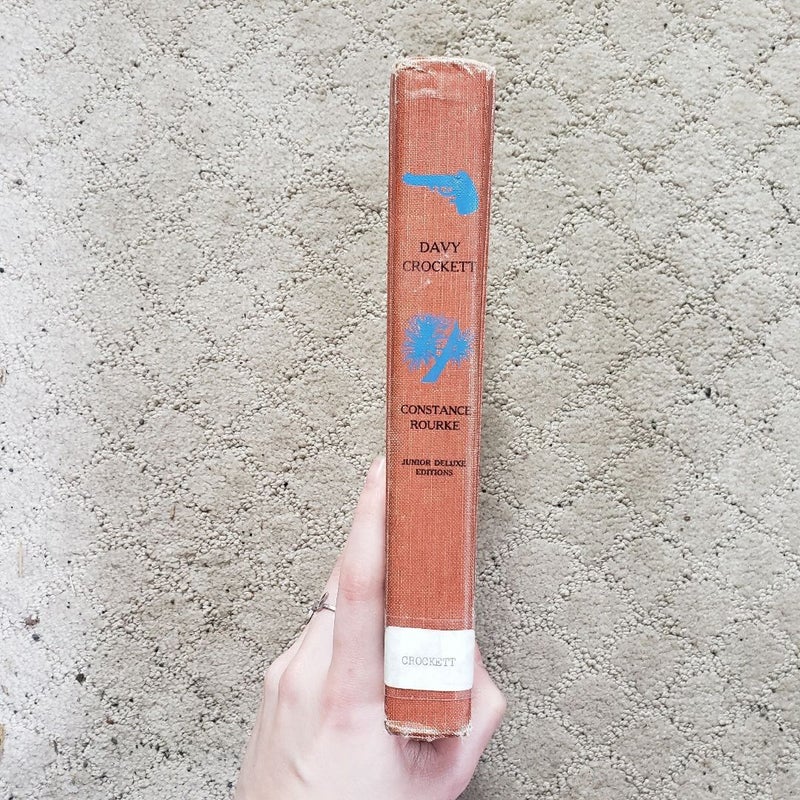 DAVY
CROCKETT
CONSTANCE
ROURKE
JUNIOR DELUXE
EDITIONS
CROCKETT